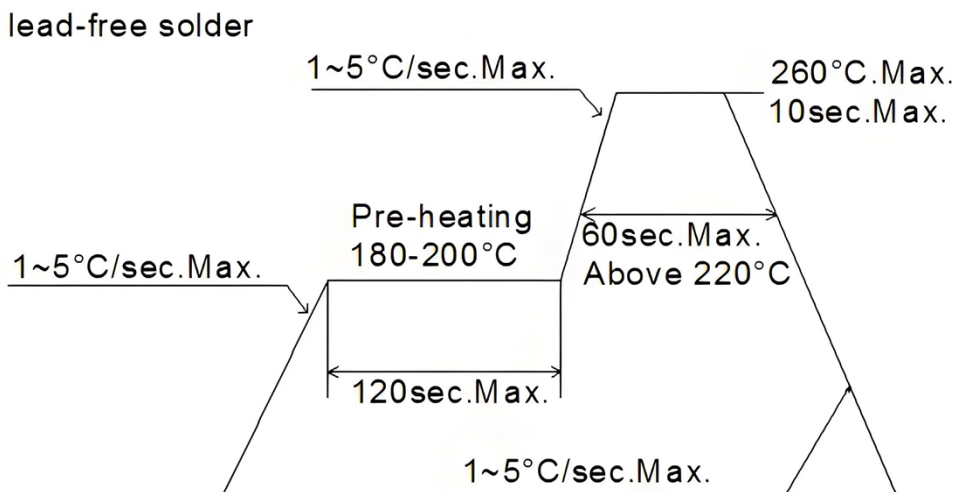 lead-free solder
1~5°C/sec.Max.
260°C.Max.
10sec.Max.
Pre-heating
180-200°C
60sec.Max.
Above 220°C
1~5°C/sec.Max.
120sec.Max.
1~5°C/sec.Max.